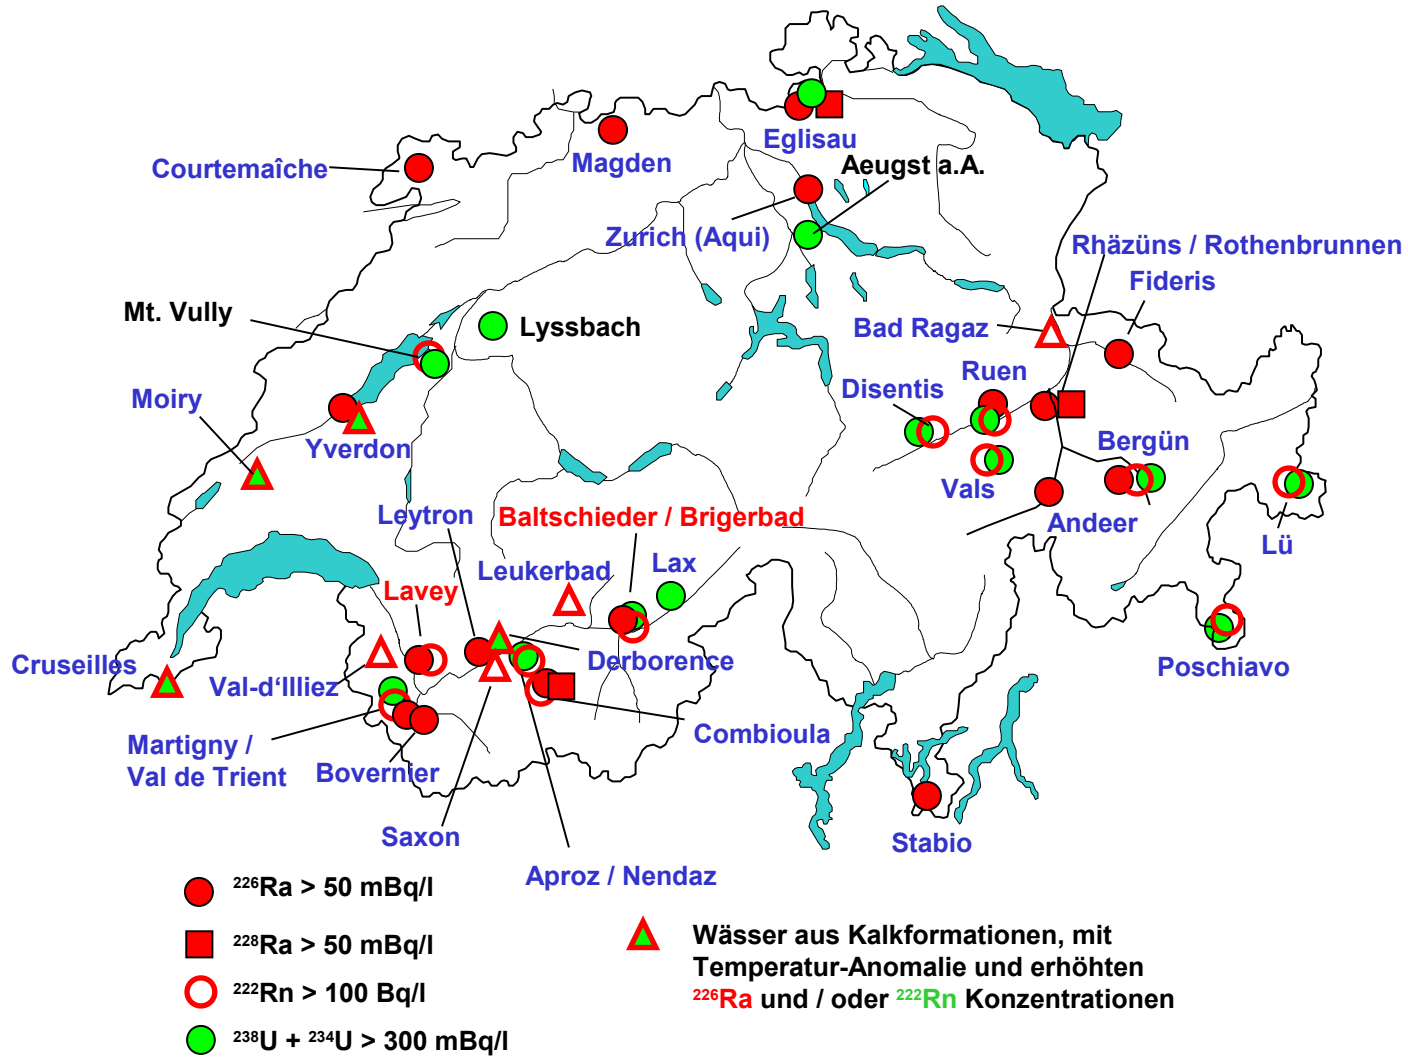 Eglisau
Magden
Courtemaîche
Aeugst a.A.
Zurich (Aqui)
Rhäzüns / Rothenbrunnen
Fideris
Mt. Vully
Lyssbach
Bad Ragaz
Ruen
Disentis
Moiry
Yverdon
Bergün
Vals
Leytron
Baltschieder / Brigerbad
Andeer
Lü
Leukerbad
Lax
Lavey
Cruseilles
Val-d‘Illiez
Derborence
Poschiavo
Combioula
Martigny /
Val de Trient
Bovernier
Saxon
Stabio
Aproz / Nendaz
²²⁶Ra > 50 mBq/l
²²⁸Ra > 50 mBq/l
²²²Rn > 100 Bq/l
²³⁸U + ²³⁴U > 300 mBq/l
Wässer aus Kalkformationen, mit
Temperatur-Anomalie und erhöhten
²²⁶Ra und / oder ²²²Rn Konzentrationen